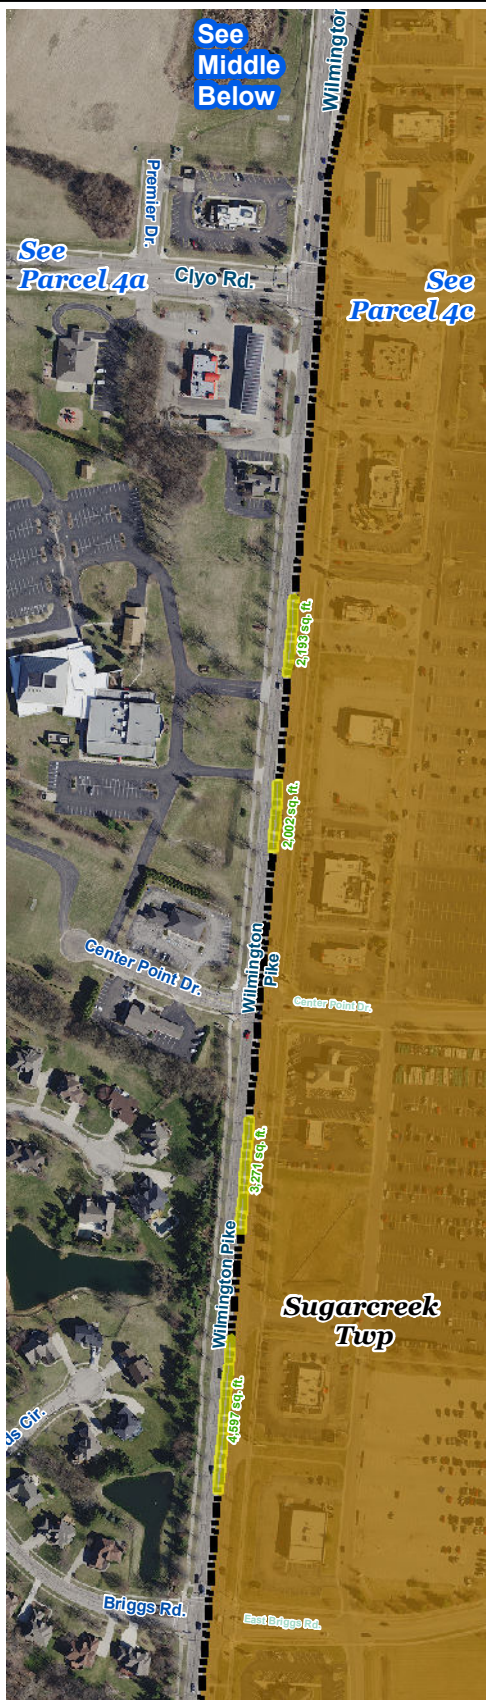 See
Middle
Below
Wilmington
Premier Dr.
See
Parcel 4a
Clyo Rd.
See
Parcel 4c
2,193 sq. ft.
2,002 sq. ft.
Wilmington
Pike
Center Point Dr.
Center Point Dr.
3,271 sq. ft.
Wilmington Pike
Sugarcreek
Twp
4,597 sq. ft.
ds Cir.
Briggs Rd.
East Briggs Rd.